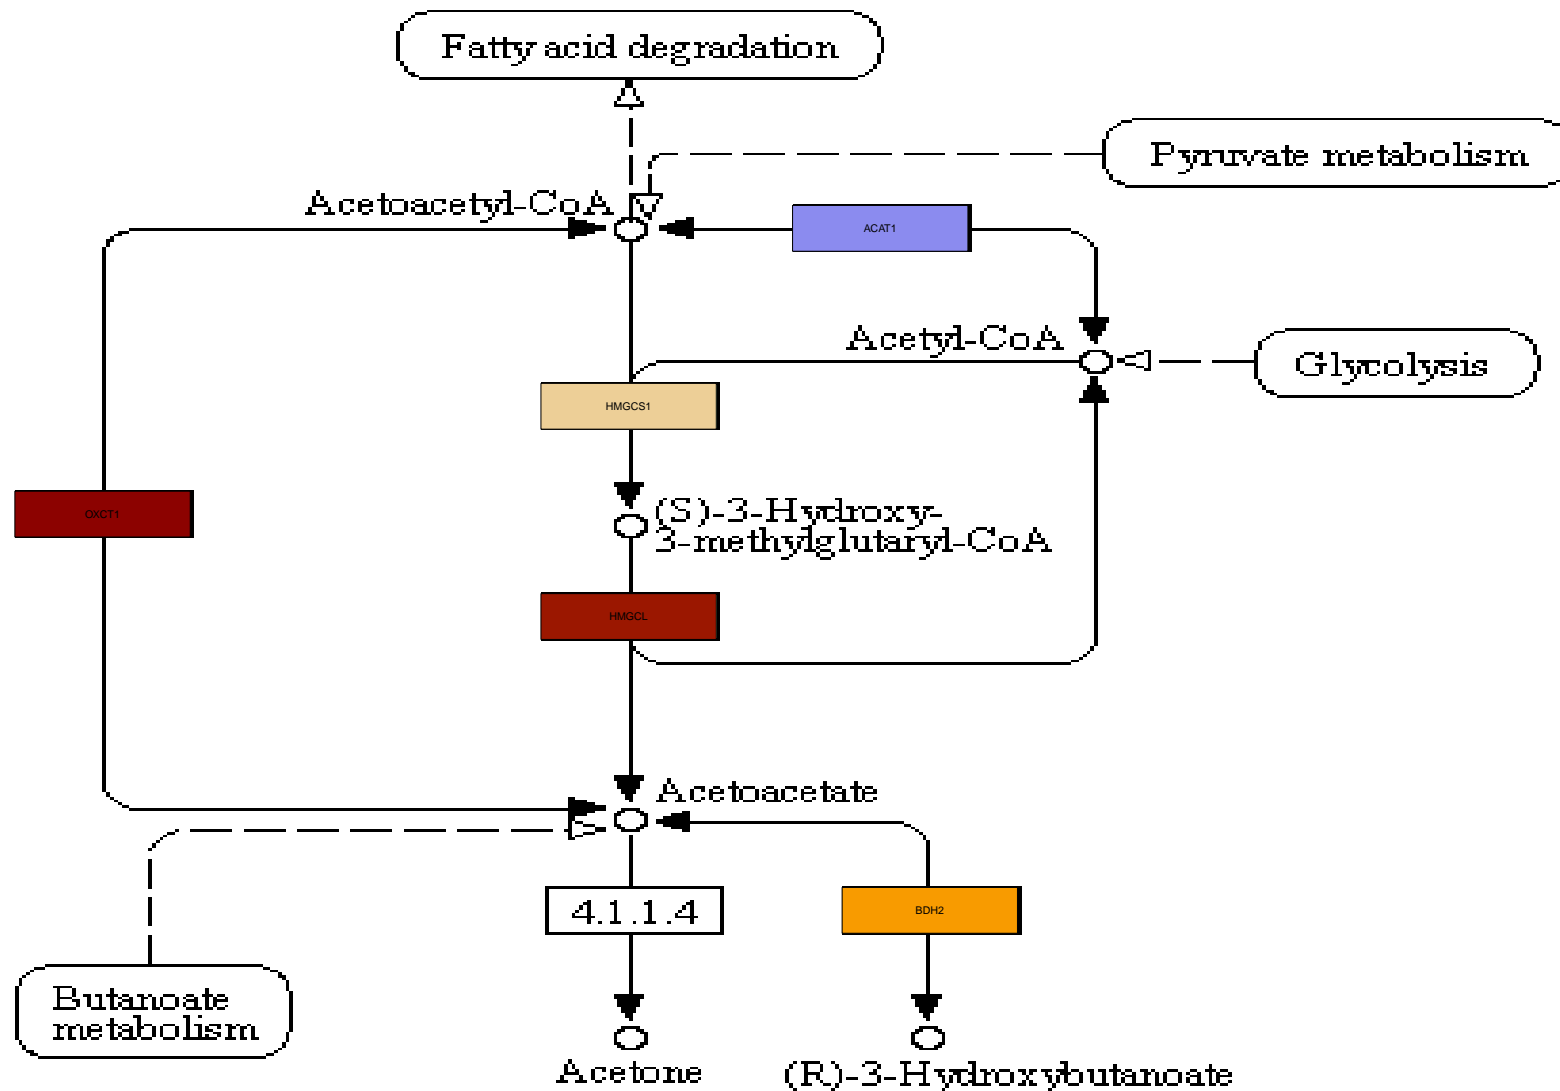 Fatty acid degradation
Pyruvate metabolism
Acetoacetyl-CoA
ACAT1
Acetyl-CoA
Glycolysis
HMGCS1
OXCT1
(S)-3-Hydroxy-
3-methylglutaryl-CoA
HMGCL
Acetoacetate
4.1.1.4
BDH2
Butanoate
metabolism
Acetone
(R)-3-Hydroxybutanoate